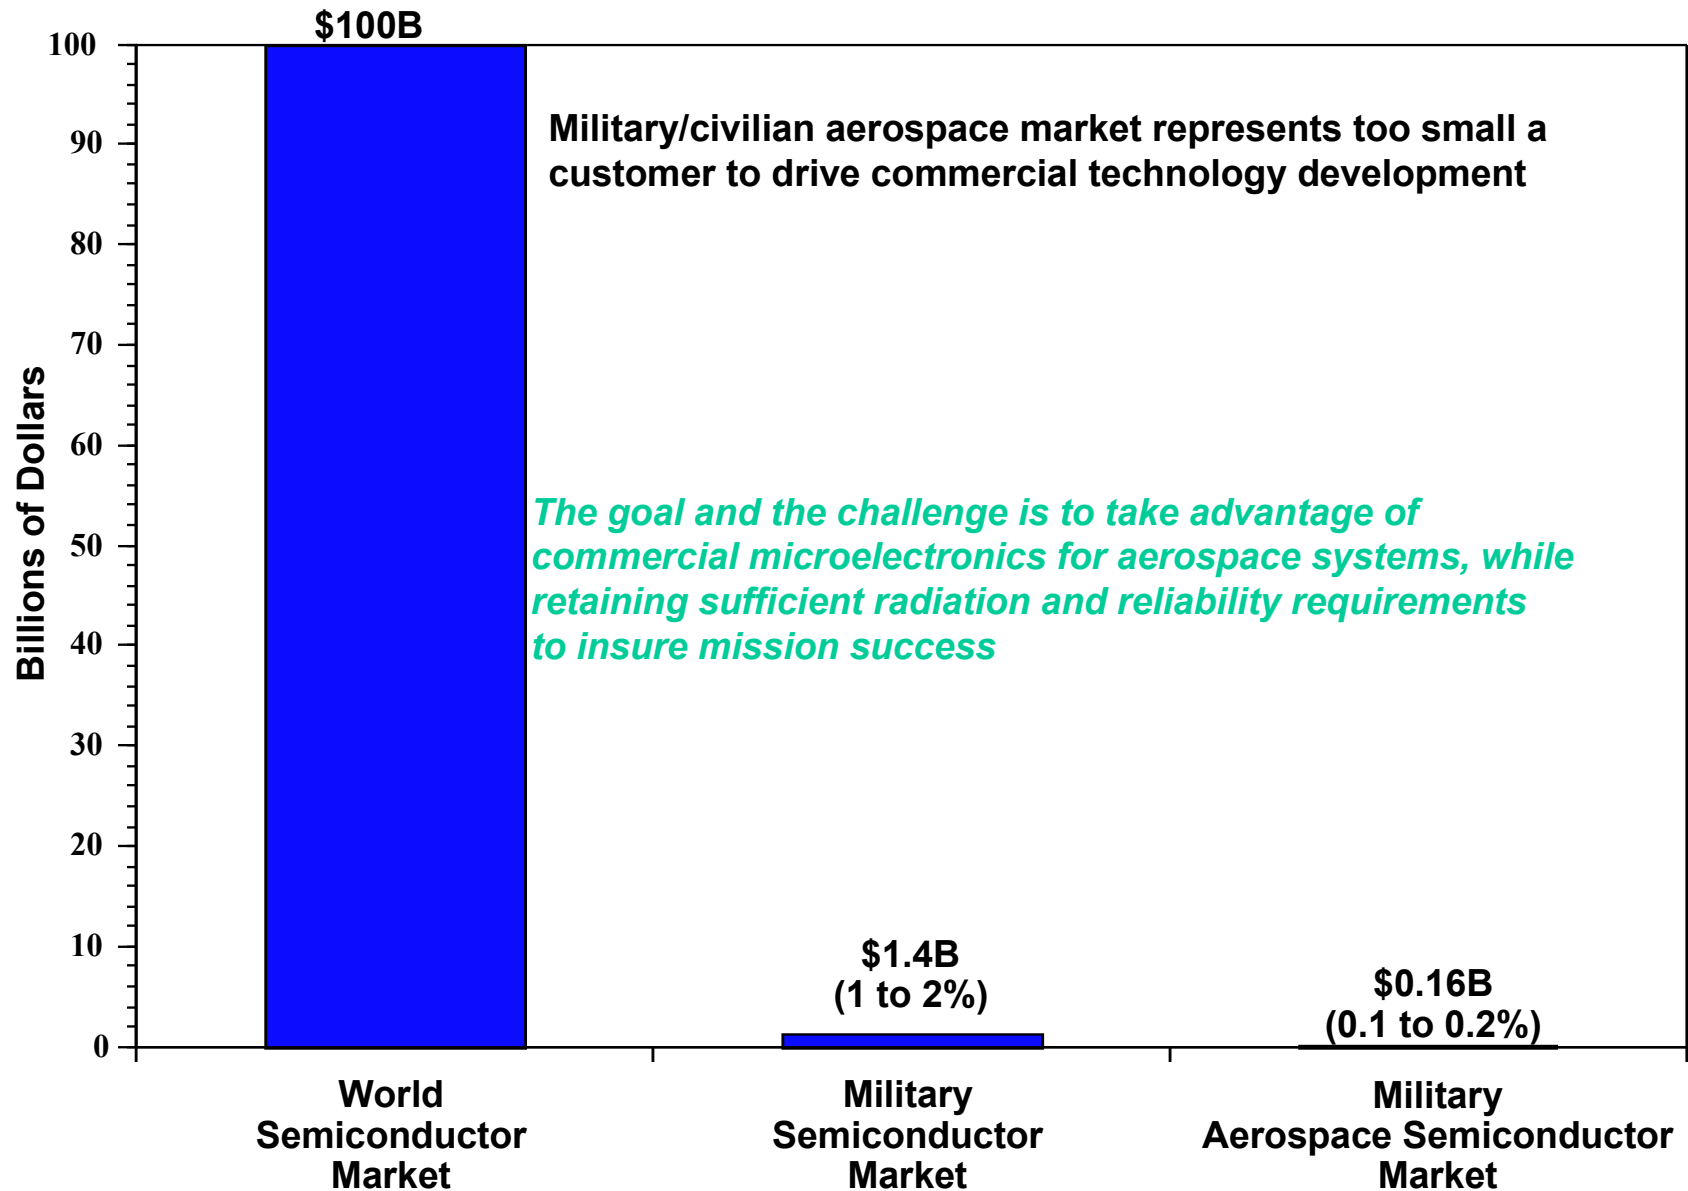 $100B
100
90
80
70
60
50
40
30
20
10
0
Billions of Dollars
Military/civilian aerospace market represents too small a
customer to drive commercial technology development
The goal and the challenge is to take advantage of
commercial microelectronics for aerospace systems, while
retaining sufficient radiation and reliability requirements
to insure mission success
$1.4B
(1 to 2%)
$0.16B
(0.1 to 0.2%)
World
Semiconductor
Market
Military
Semiconductor
Market
Military
Aerospace Semiconductor
Market